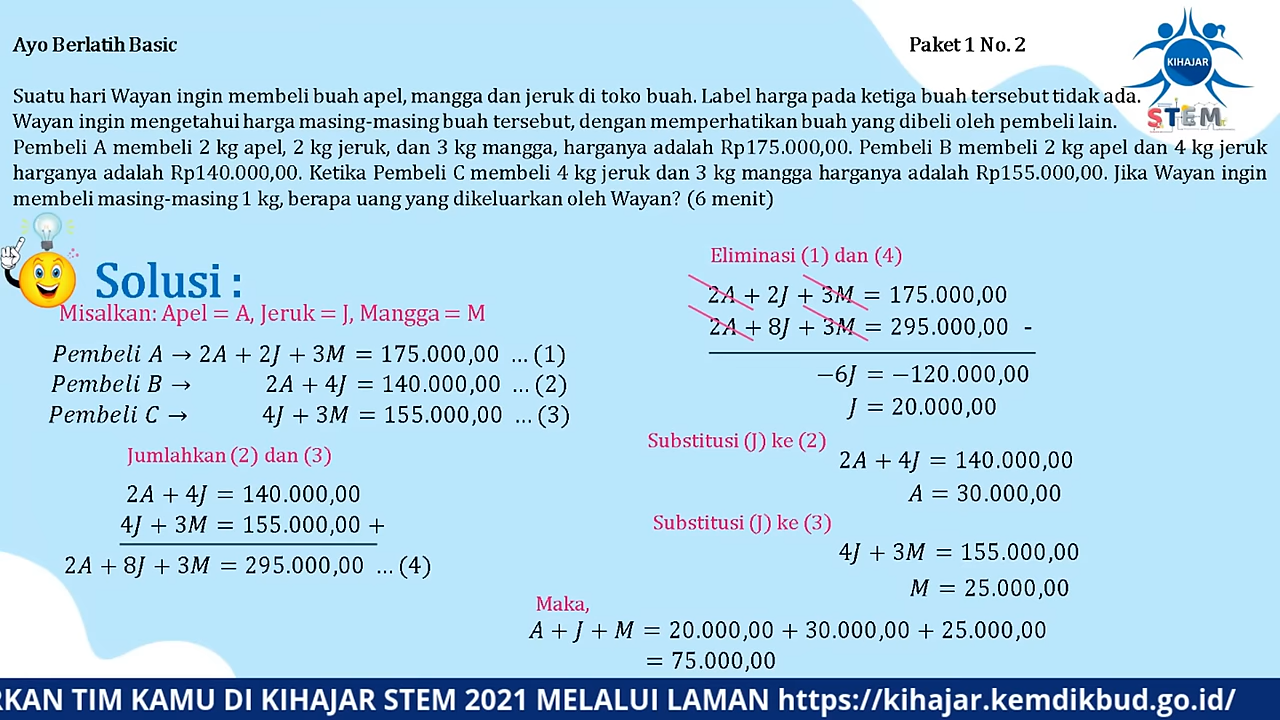 Ayo Berlatih Basic
Paket 1 No. 2
KIHAJAR
STEM
Suatu hari Wayan ingin membeli buah apel, mangga dan jeruk di toko buah. Label harga pada ketiga buah tersebut tidak ada.
Wayan ingin mengetahui harga masing-masing buah tersebut, dengan memperhatikan buah yang dibeli oleh pembeli lain.
Pembeli A membeli 2 kg apel, 2 kg jeruk, dan 3 kg mangga, harganya adalah Rp175.000,00. Pembeli B membeli 2 kg apel dan 4 kg jeruk
harganya adalah Rp140.000,00. Ketika Pembeli C membeli 4 kg jeruk dan 3 kg mangga harganya adalah Rp155.000,00. Jika Wayan ingin
membeli masing-masing 1 kg, berapa uang yang dikeluarkan oleh Wayan? (6 menit)
Solusi :
Misalkan: Apel = A, Jeruk = J, Mangga = M
Pembeli A → 2A + 2J + 3M = 175.000,00 ... (1)
Pembeli B → 2A + 4J = 140.000,00 ... (2)
Pembeli C → 4J + 3M = 155.000,00 ... (3)
Jumlahkan (2) dan (3)
2A + 4J = 140.000,00
4J + 3M = 155.000,00 +
2A + 8J + 3M = 295.000,00 ... (4)
Eliminasi (1) dan (4)
2A + 2J + 3M = 175.000,00
2A + 8J + 3M = 295.000,00 -
−6J = −120.000,00
J = 20.000,00
Substitusi (J) ke (2)
2A + 4J = 140.000,00
A = 30.000,00
Substitusi (J) ke (3)
4J + 3M = 155.000,00
M = 25.000,00
Maka,
A + J + M = 20.000,00 + 30.000,00 + 25.000,00
= 75.000,00
RKAN TIM KAMU DI KIHAJAR STEM 2021 MELALUI LAMAN https://kihajar.kemdikbud.go.id/